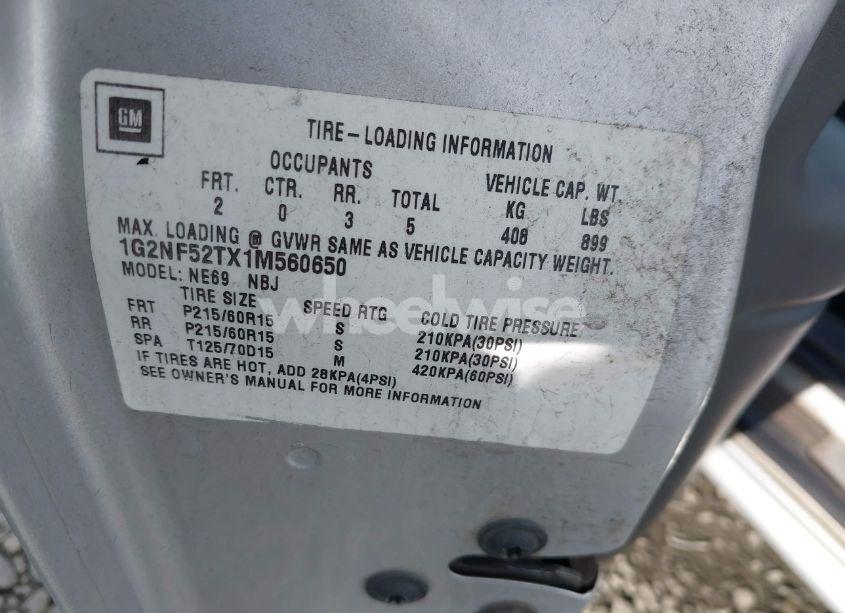 GM
TIRE-LOADING INFORMATION
OCCUPANTS VEHICLE CAP. WT.
FRT. CTR. RR. TOTAL KG LBS
2 0 3 5 408 899
MAX. LOADING @ GVWR SAME AS VEHICLE CAPACITY WEIGHT.
1G2NF52TX1M560650
MODEL: NE69 NBJ
TIRE SIZE SPEED RTG COLD TIRE PRESSURE
FRT P215/60R15 S 210KPA(30PSI)
RR P215/60R15 S 210KPA(30PSI)
SPA T125/70D15 M 420KPA(60PSI)
IF TIRES ARE HOT, ADD 28KPA(4PSI)
SEE OWNER'S MANUAL FOR MORE INFORMATION
wheelwise